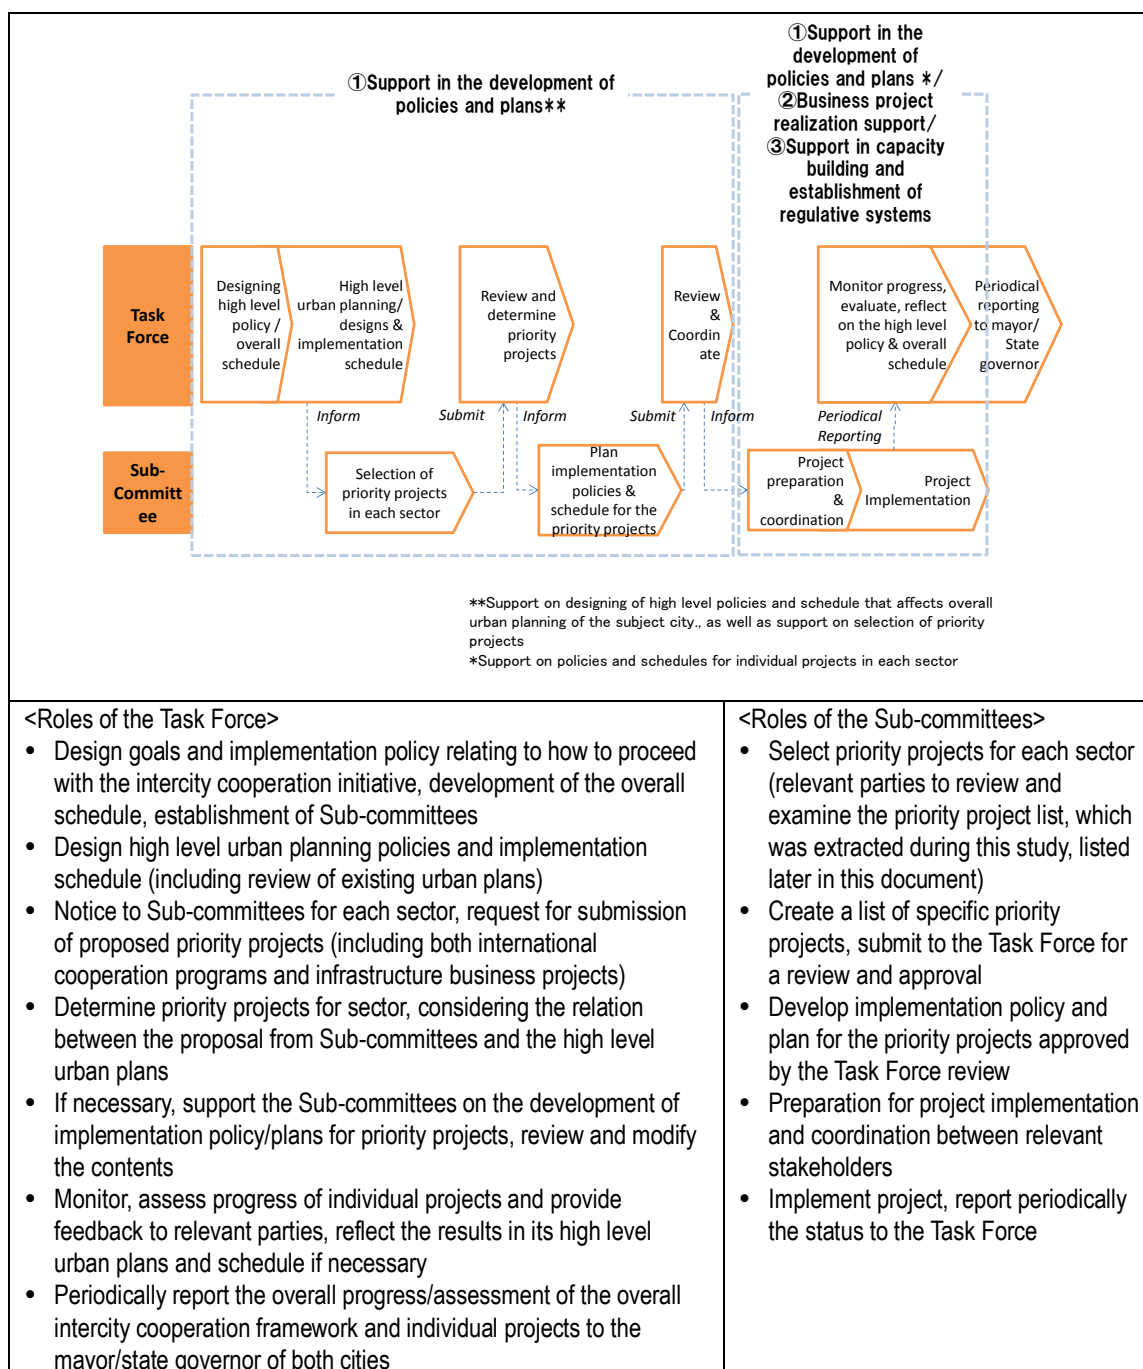 ①Support in the development of
policies and plans**
①Support in the
development of
policies and plans */
②Business project
realization support/
③Support in capacity
building and
establishment of
regulative systems
Task
Force
Designing
high level
policy /
overall
schedule
High level
urban planning/
designs &
implementation
schedule
Review and
determine
priority
projects
Review
&
Coordin
ate
Monitor progress,
evaluate, reflect
on the high level
policy & overall
schedule
Periodical
reporting
to mayor/
State
governor
Inform
Submit
Inform
Submit
Inform
Periodical
Reporting
Sub-
Committ
ee
Selection of
priority projects
in each sector
Plan
implementation
policies &
schedule for the
priority projects
Project
preparation
&
coordination
Project
Implementation
**Support on designing of high level policies and schedule that affects overall
urban planning of the subject city., as well as support on selection of priority
projects
*Support on policies and schedules for individual projects in each sector
<Roles of the Task Force>
• Design goals and implementation policy relating to how to proceed
with the intercity cooperation initiative, development of the overall
schedule, establishment of Sub-committees
• Design high level urban planning policies and implementation
schedule (including review of existing urban plans)
• Notice to Sub-committees for each sector, request for submission
of proposed priority projects (including both international
cooperation programs and infrastructure business projects)
• Determine priority projects for sector, considering the relation
between the proposal from Sub-committees and the high level
urban plans
• If necessary, support the Sub-committees on the development of
implementation policy/plans for priority projects, review and modify
the contents
• Monitor, assess progress of individual projects and provide
feedback to relevant parties, reflect the results in its high level
urban plans and schedule if necessary
• Periodically report the overall progress/assessment of the overall
intercity cooperation framework and individual projects to the
mayor/state governor of both cities
<Roles of the Sub-committees>
• Select priority projects for each sector
(relevant parties to review and
examine the priority project list, which
was extracted during this study, listed
later in this document)
• Create a list of specific priority
projects, submit to the Task Force for
a review and approval
• Develop implementation policy and
plan for the priority projects approved
by the Task Force review
• Preparation for project implementation
and coordination between relevant
stakeholders
• Implement project, report periodically
the status to the Task Force